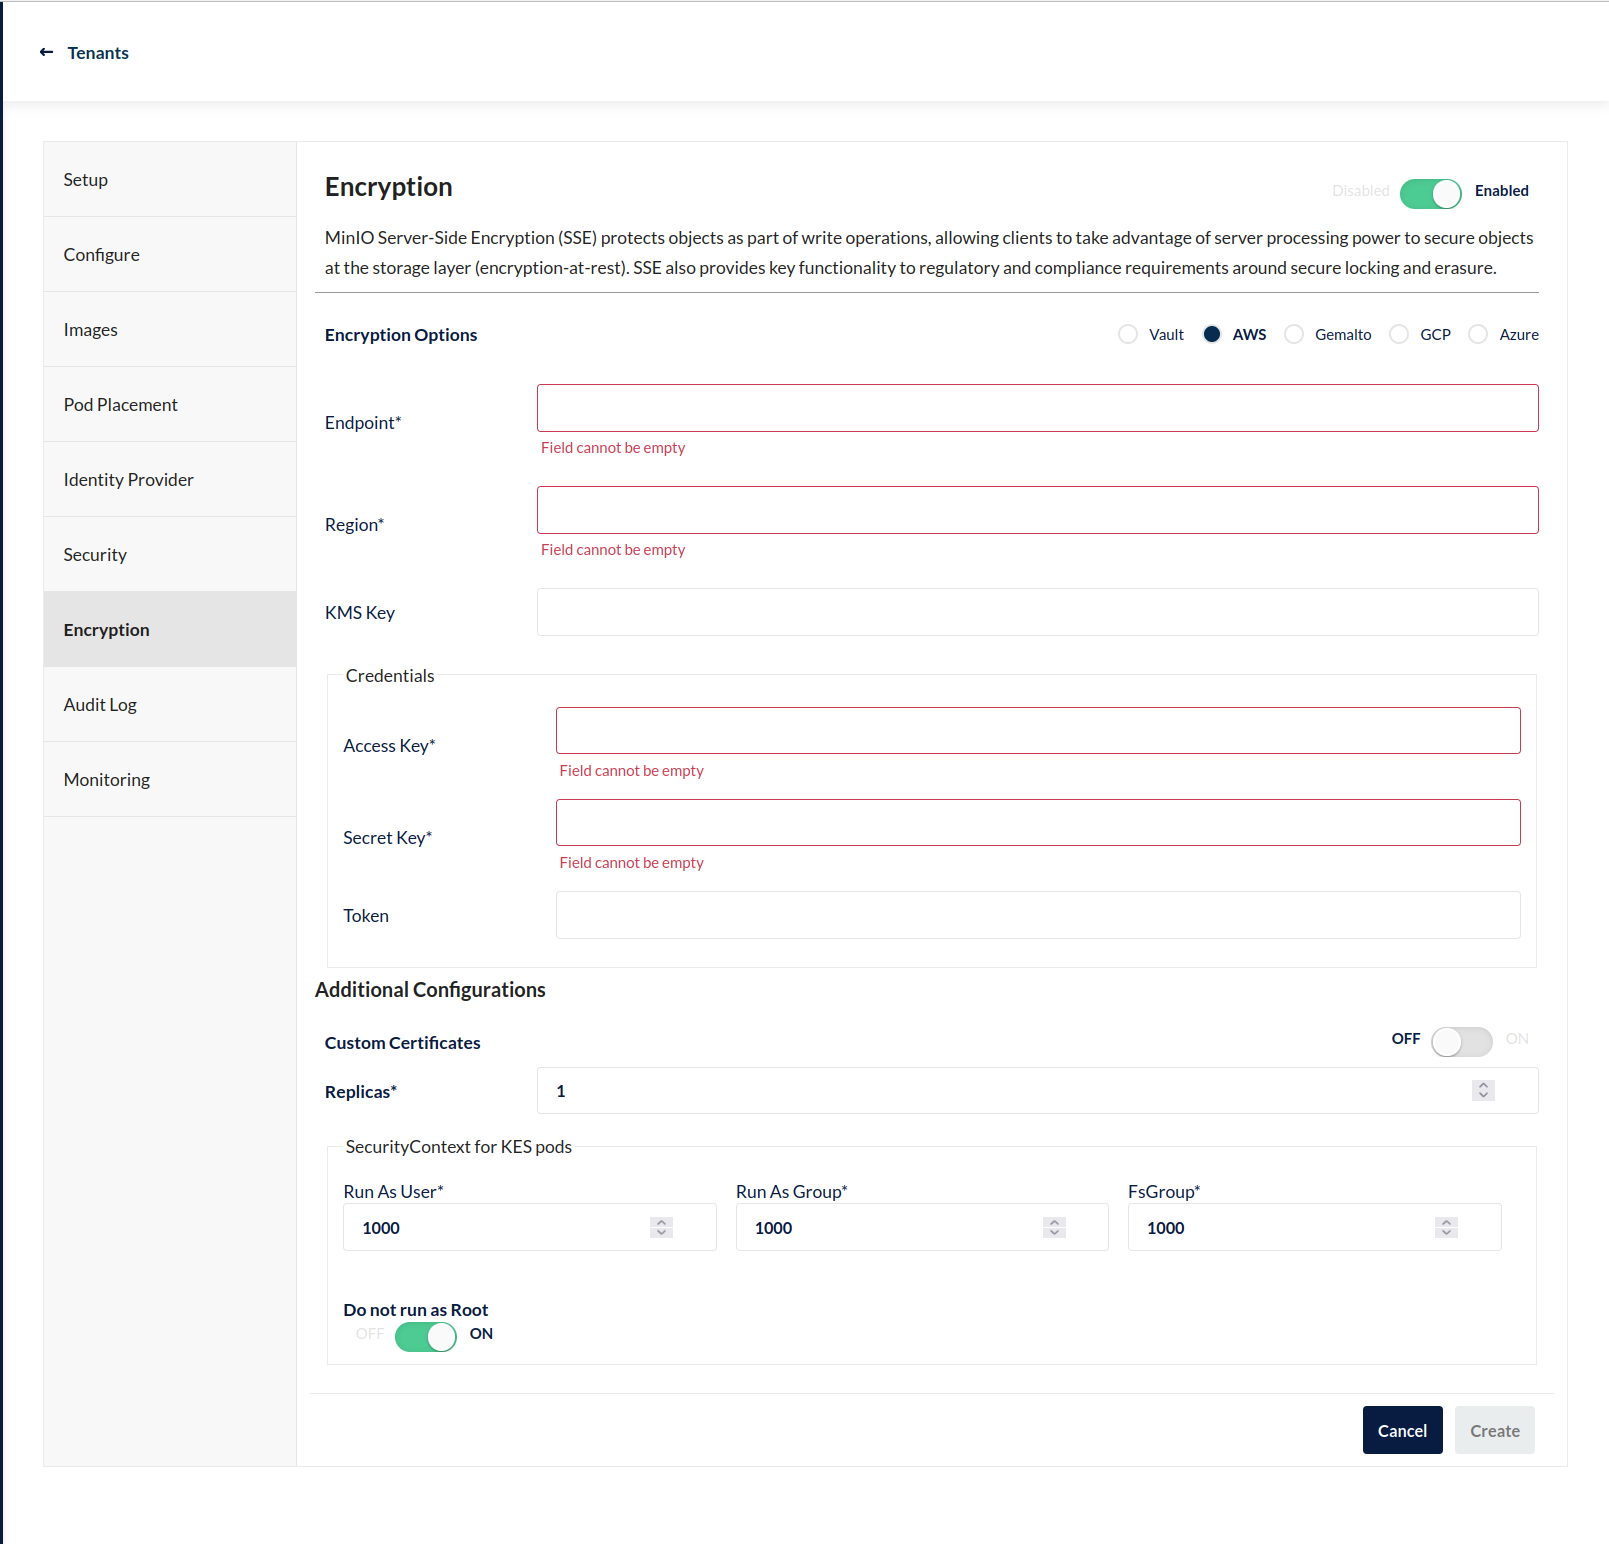 Tenants
Setup
Configure
Images
Pod Placement
Identity Provider
Security
Encryption
Audit Log
Monitoring
Encryption
Disabled Enabled
MinIO Server-Side Encryption (SSE) protects objects as part of write operations, allowing clients to take advantage of server processing power to secure objects
at the storage layer (encryption-at-rest). SSE also provides key functionality to regulatory and compliance requirements around secure locking and erasure.
Encryption Options Vault AWS Gemalto GCP Azure
Endpoint*
Field cannot be empty
Region*
Field cannot be empty
KMS Key
Credentials
Access Key*
Field cannot be empty
Secret Key*
Field cannot be empty
Token
Additional Configurations
Custom Certificates OFF ON
Replicas* 1
SecurityContext for KES pods
Run As User* Run As Group* FsGroup*
1000 1000 1000
Do not run as Root
OFF ON
Cancel Create